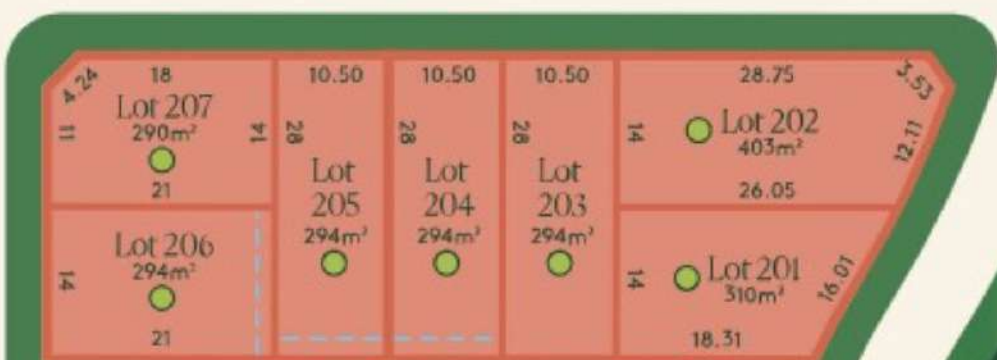 4.24
18
Lot 207
290m²
11
14
21
Lot 206
294m²
14
21
10.50
28
Lot
205
294m²
10.50
28
Lot
204
294m²
10.50
28
Lot
203
294m²
28.75
3.53
14
Lot 202
403m²
12.11
26.05
14
Lot 201
310m²
16.01
18.31